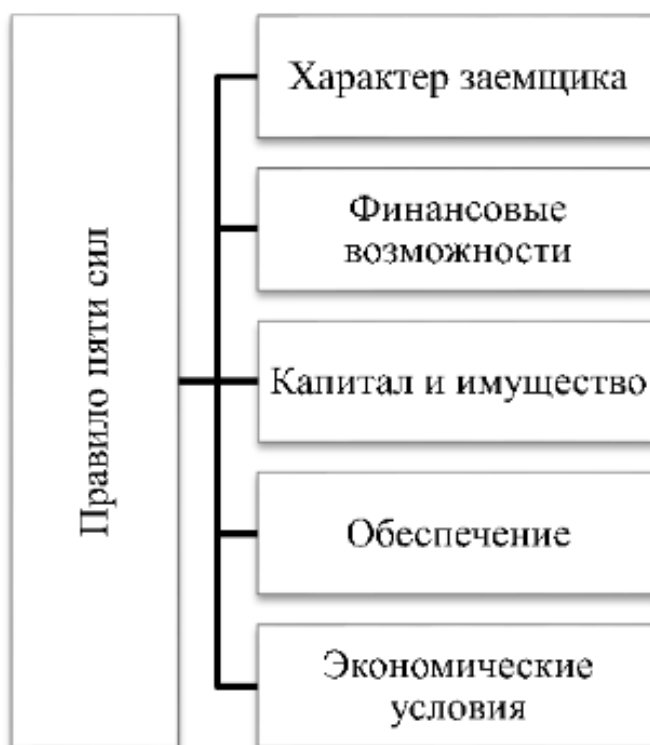 Правило пяти сил
Характер заемщика
Финансовые
возможности
Капитал и имущество
Обеспечение
Экономические
условия